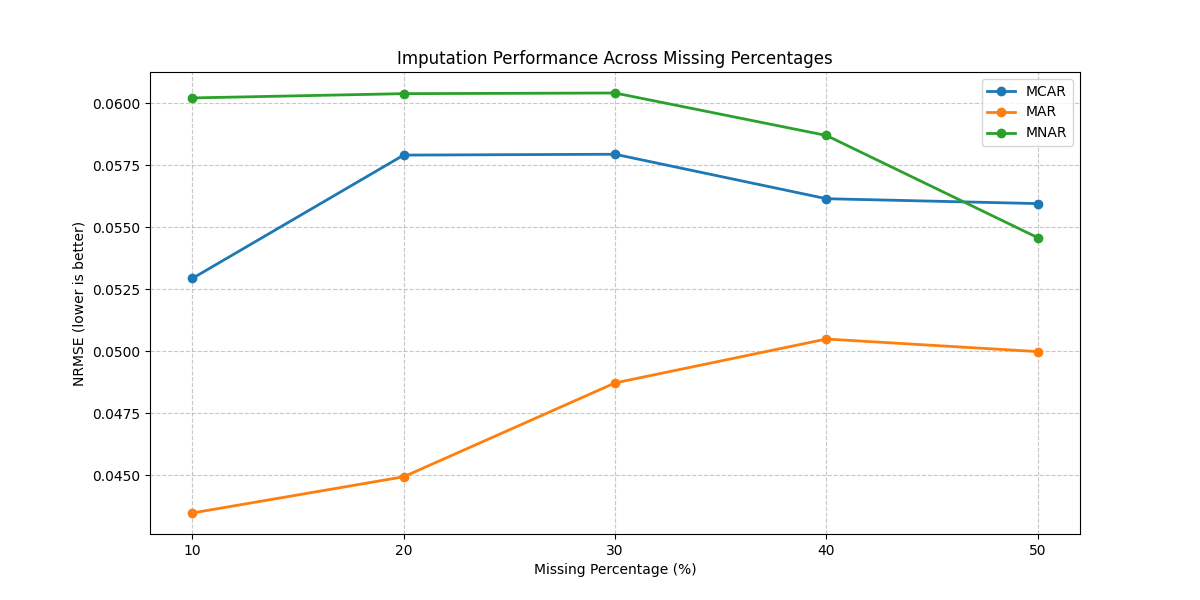 Imputation Performance Across Missing Percentages
MCAR
MAR
MNAR
NRMSE (lower is better)
0.0600
0.0575
0.0550
0.0525
0.0500
0.0475
0.0450
10 20 30 40 50
Missing Percentage (%)